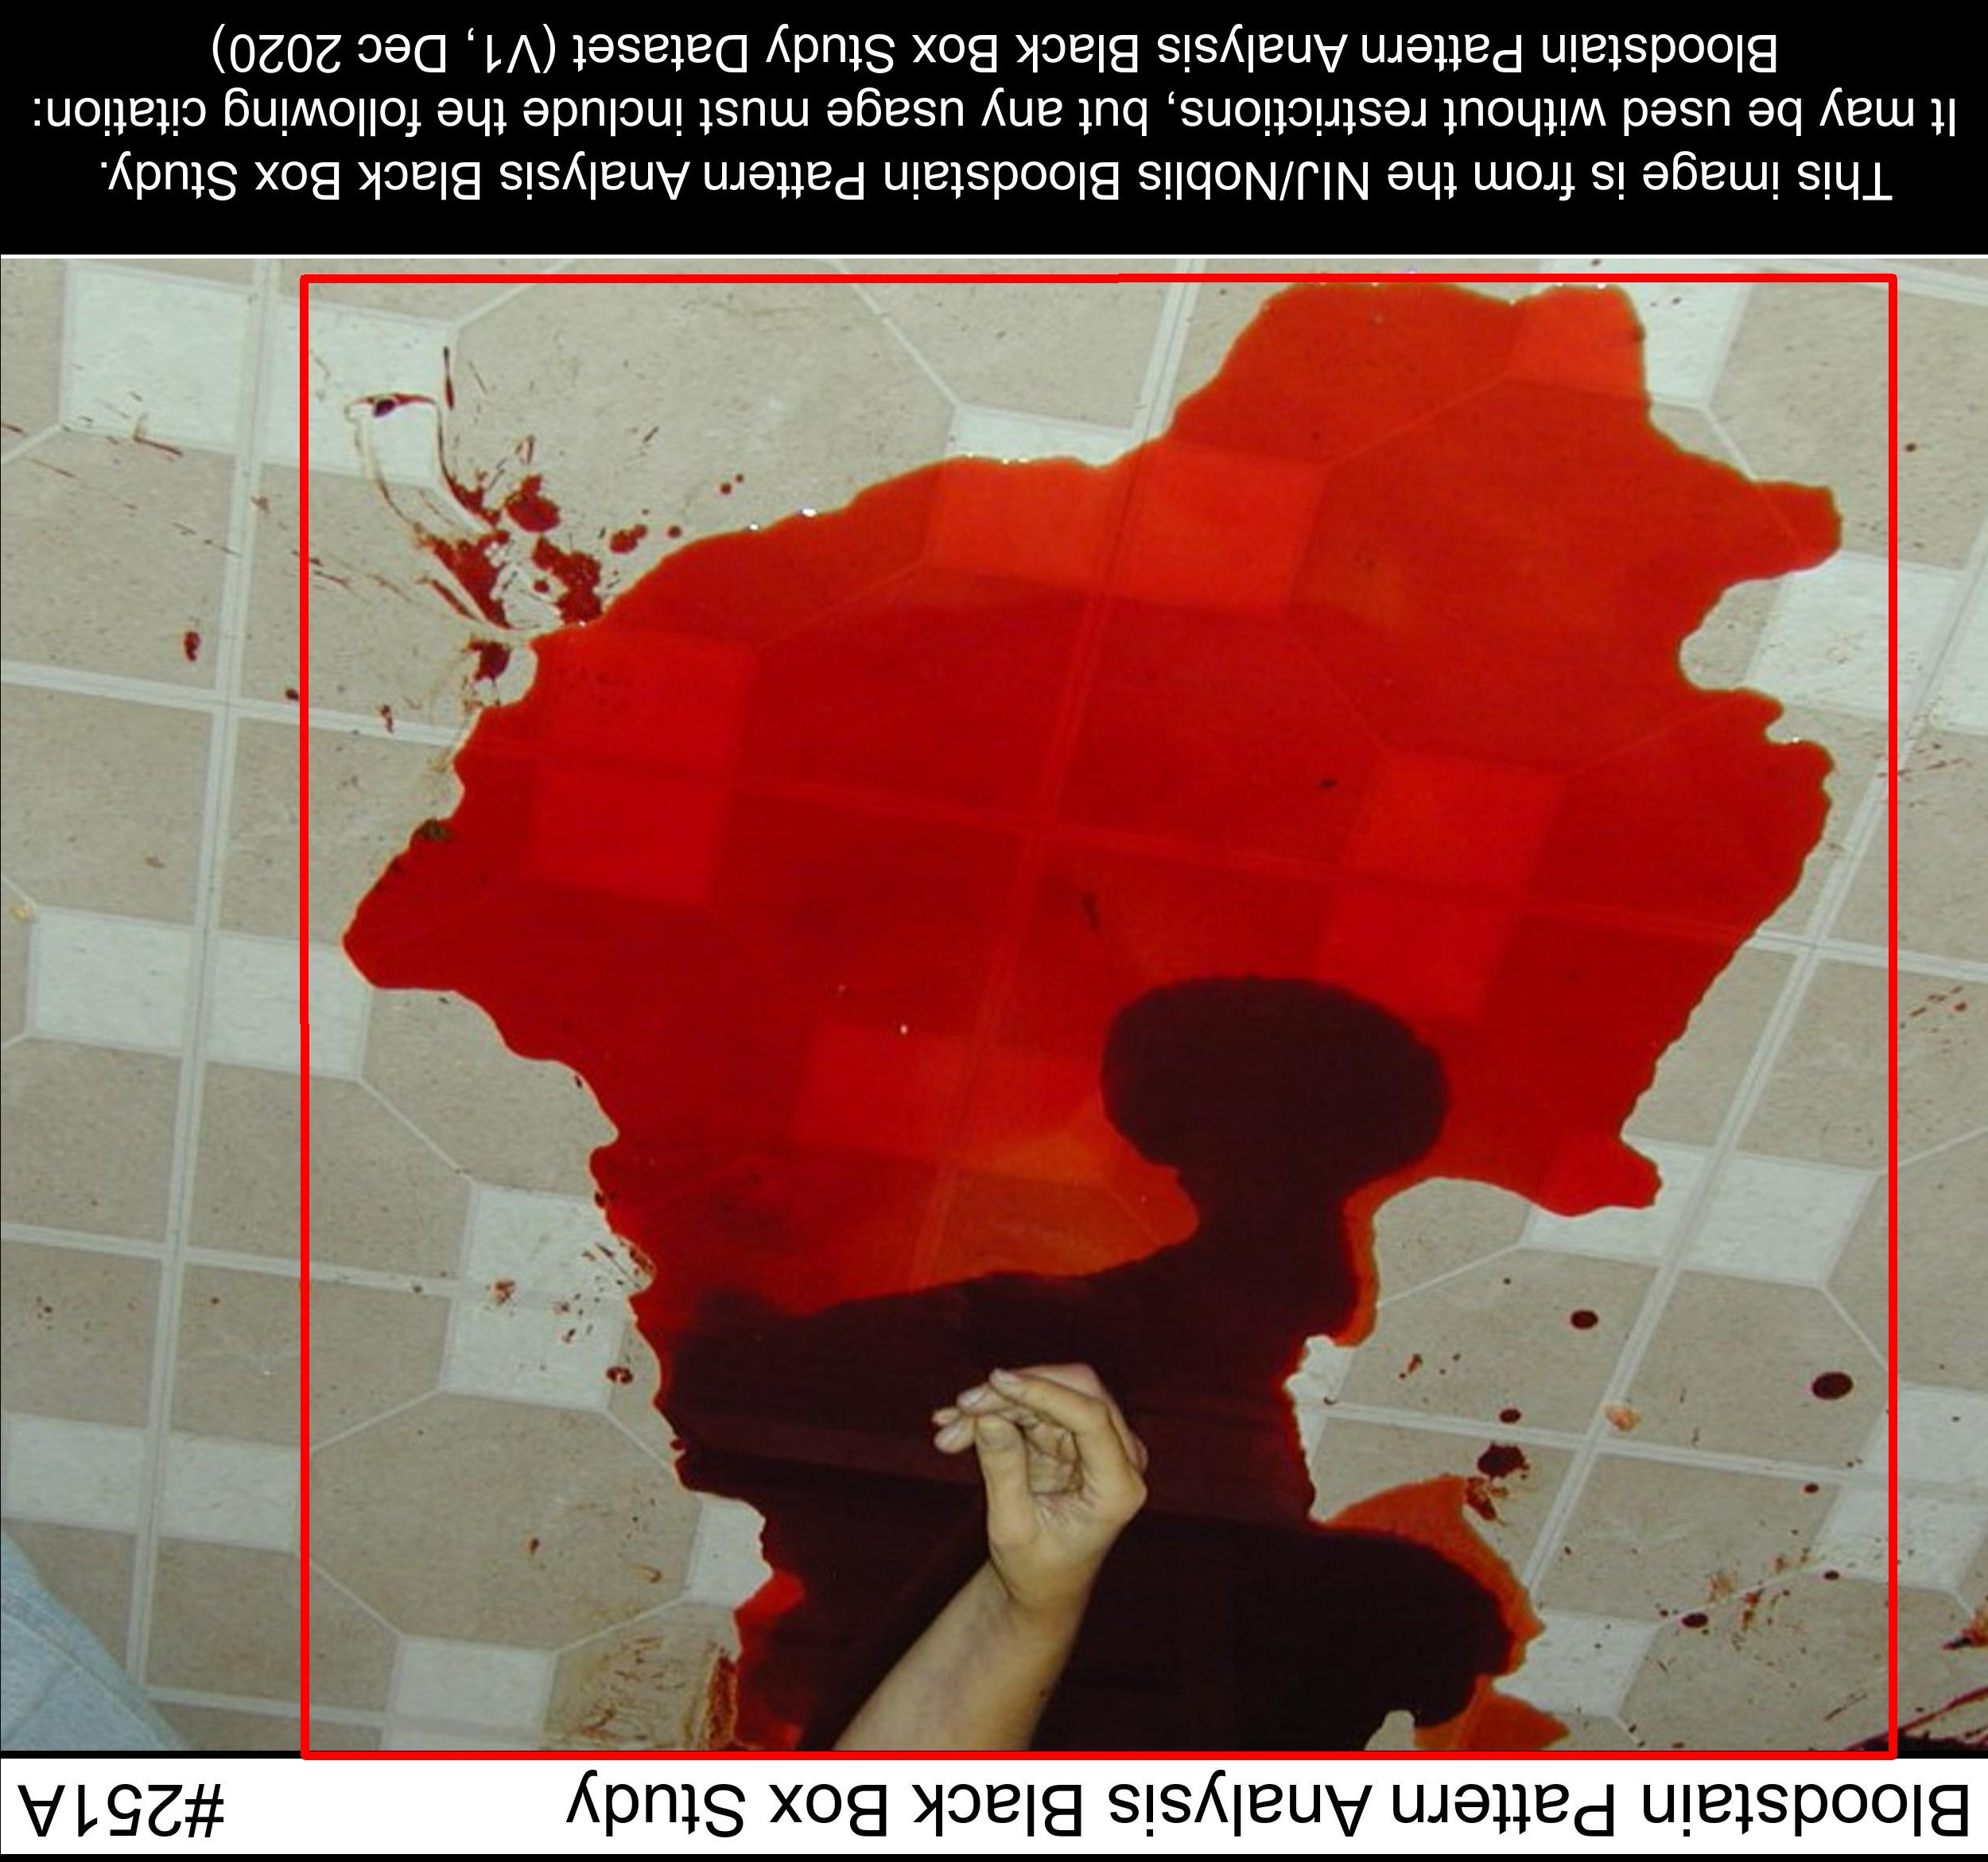 Bloodstain Pattern Analysis Black Box Study #251A
This image is from the NIJ/Noblis Bloodstain Pattern Analysis Black Box Study.
It may be used without restrictions, but any usage must include the following citation:
Bloodstain Pattern Analysis Black Box Study Dataset (V1, Dec 2020)